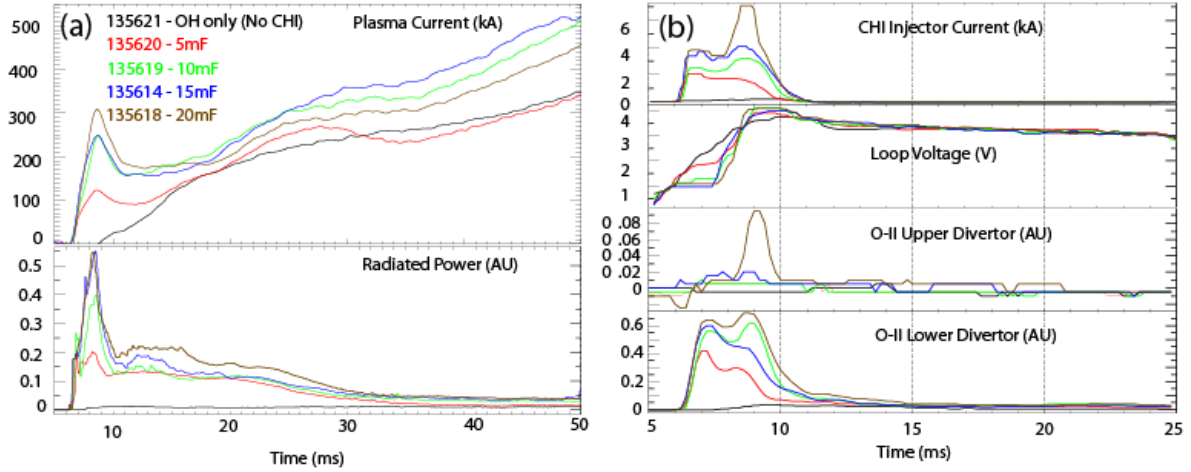 (a)
135621 - OH only (No CHI)
135620 - 5mF
135619 - 10mF
135614 - 15mF
135618 - 20mF
Plasma Current (kA)
500
400
300
200
100
0
Radiated Power (AU)
0.5
0.4
0.3
0.2
0.1
0
10
20
30
40
50
Time (ms)
(b)
CHI Injector Current (kA)
6
4
2
0
Loop Voltage (V)
4
3
2
1
O-II Upper Divertor (AU)
0 0.08
0 0.06
0 0.04
0 0.02
0
O-II Lower Divertor (AU)
0.6
0.4
0.2
0
5
10
15
20
25
Time (ms)